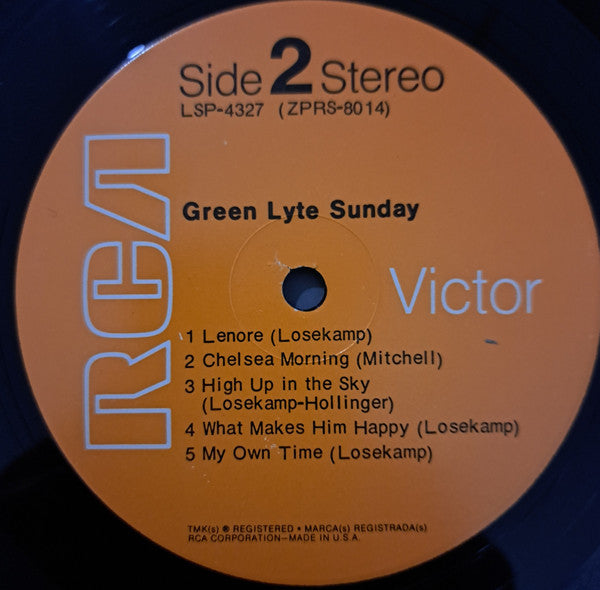 Side 2 Stereo
LSP-4327 (ZPRS-8014)
RCA
Green Lyte Sunday
Victor
1 Lenore (Losekamp)
2 Chelsea Morning (Mitchell)
3 High Up in the Sky
(Losekamp-Hollinger)
4 What Makes Him Happy (Losekamp)
5 My Own Time (Losekamp)
TMK(s) ® REGISTERED • MARCA(s) REGISTRADA(s)
RCA CORPORATION—MADE IN U.S.A.